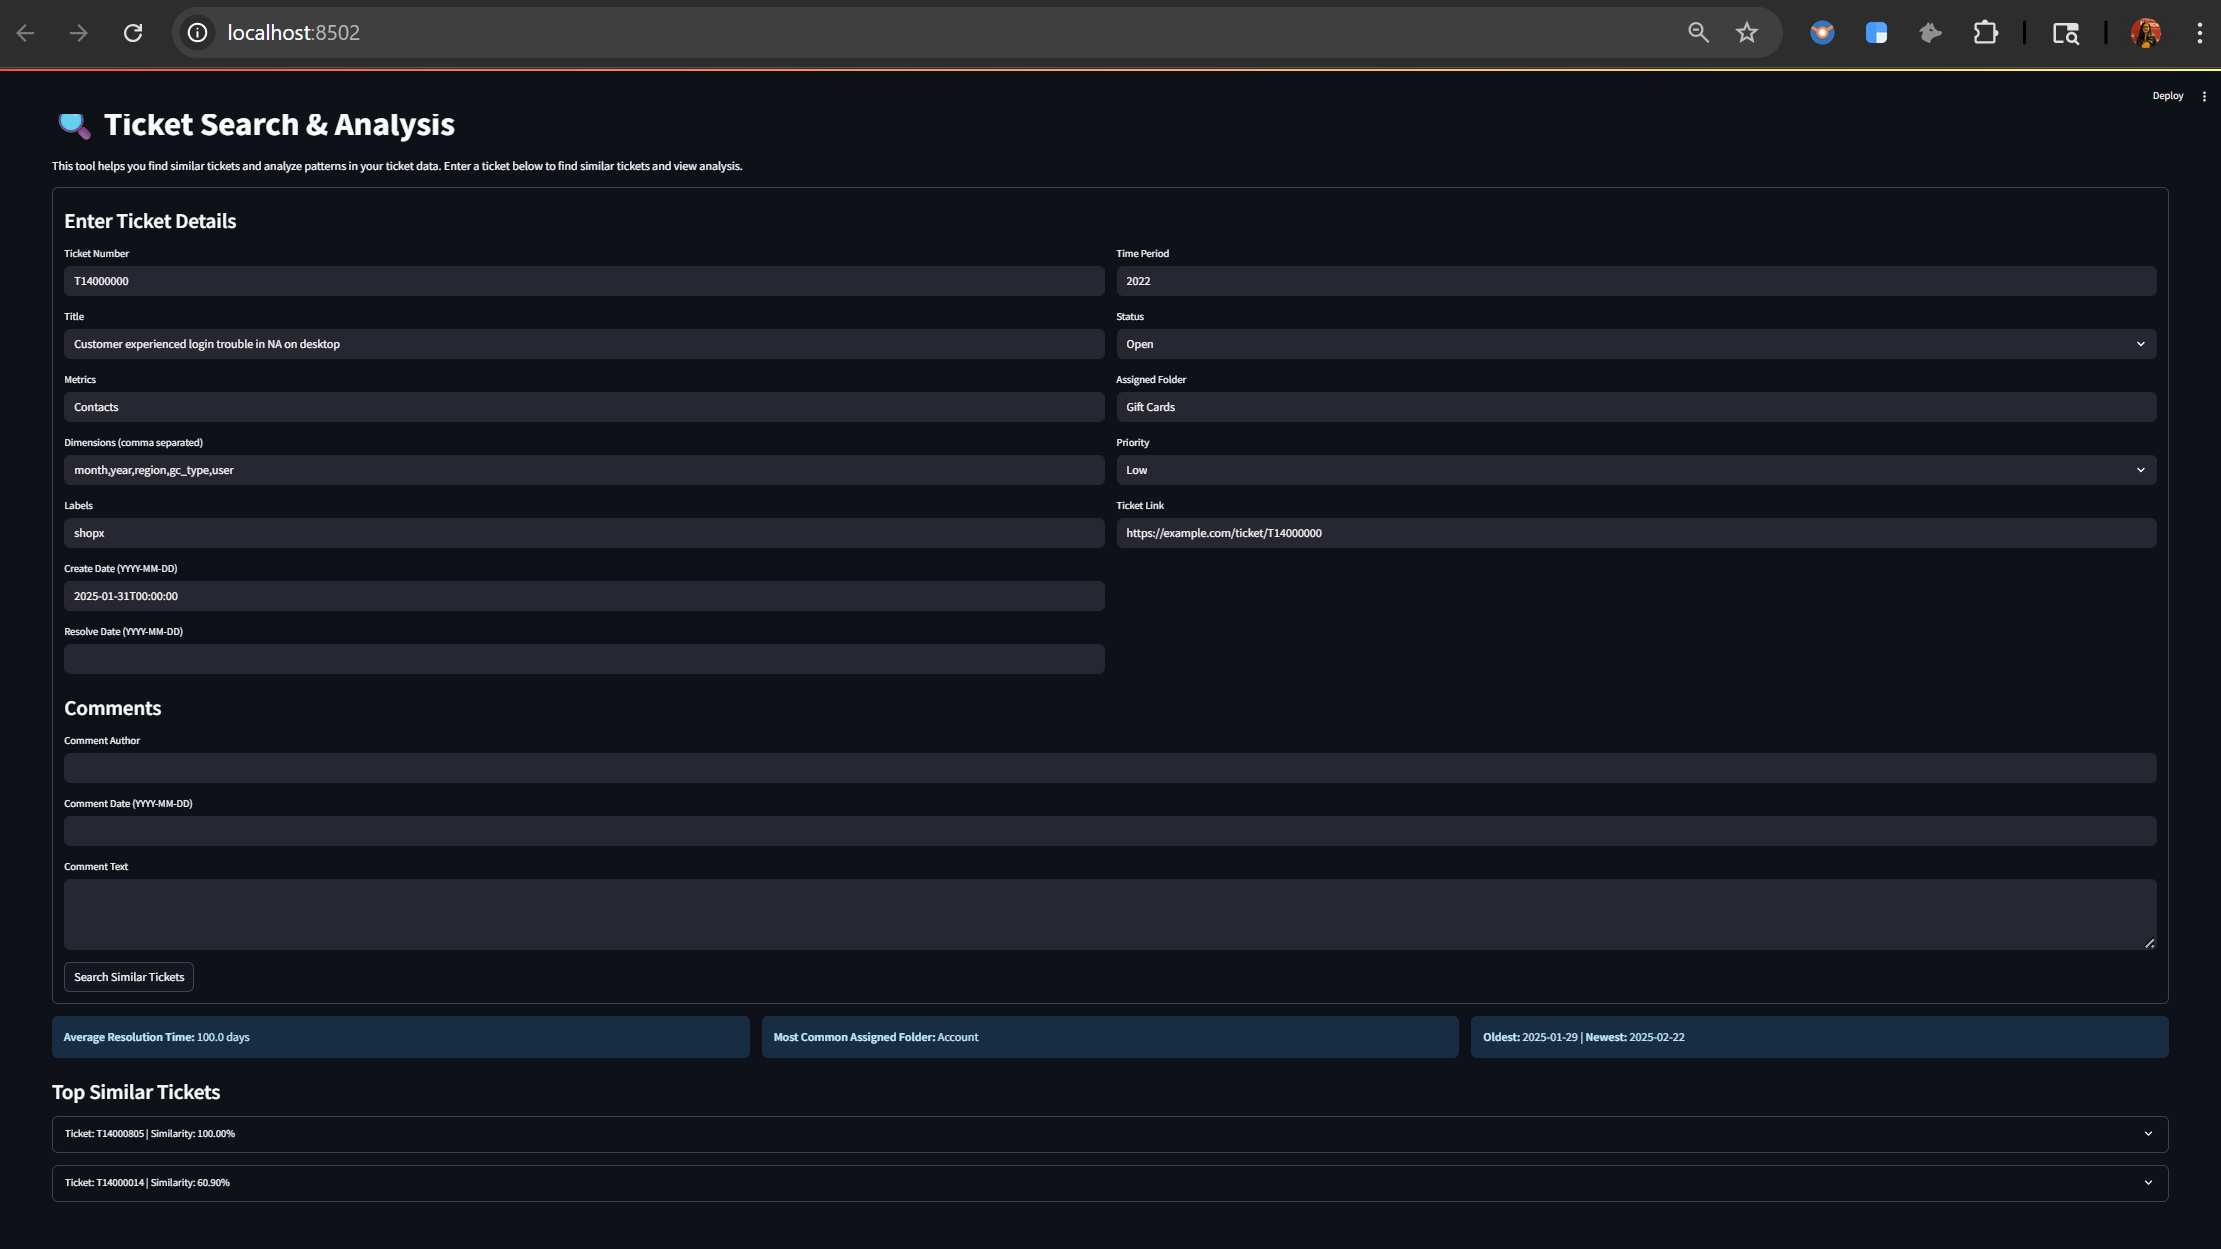 localhost:8502
Deploy
Ticket Search & Analysis
This tool helps you find similar tickets and analyze patterns in your ticket data. Enter a ticket below to find similar tickets and view analysis.
Enter Ticket Details
Ticket Number
T14000000
Title
Customer experienced login trouble in NA on desktop
Metrics
Contacts
Dimensions (comma separated)
month,year,region,gc_type,user
Labels
shopx
Create Date (YYYY-MM-DD)
2025-01-31T00:00:00
Resolve Date (YYYY-MM-DD)
Time Period
2022
Status
Open
Assigned Folder
Gift Cards
Priority
Low
Ticket Link
https://example.com/ticket/T14000000
Comments
Comment Author
Comment Date (YYYY-MM-DD)
Comment Text
Search Similar Tickets
Average Resolution Time: 100.0 days
Most Common Assigned Folder: Account
Oldest: 2025-01-29 | Newest: 2025-02-22
Top Similar Tickets
Ticket: T14000805 | Similarity: 100.00%
Ticket: T14000014 | Similarity: 60.90%